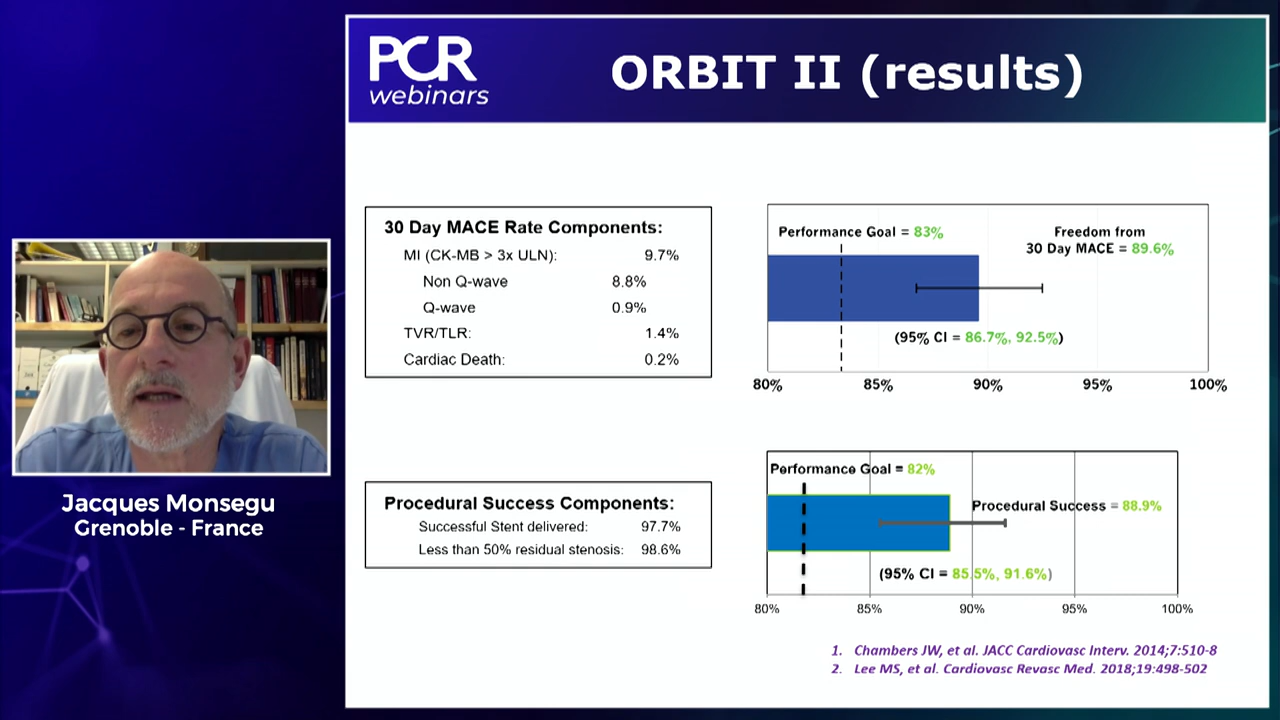 PCR
webinars
ORBIT II (results)
30 Day MACE Rate Components:
MI (CK-MB > 3x ULN): 9.7%
Non Q-wave 8.8%
Q-wave 0.9%
TVR/TLR: 1.4%
Cardiac Death: 0.2%
Performance Goal = 83%
Freedom from
30 Day MACE = 89.6%
(95% CI = 86.7%, 92.5%)
80% 85% 90% 95% 100%
Jacques Monsegu
Grenoble - France
Procedural Success Components:
Successful Stent delivered: 97.7%
Less than 50% residual stenosis: 98.6%
Performance Goal = 82%
Procedural Success = 88.9%
(95% CI = 85.5%, 91.6%)
80% 85% 90% 95% 100%
1. Chambers JW, et al. JACC Cardiovasc Interv. 2014;7:510-8
2. Lee MS, et al. Cardiovasc Revasc Med. 2018;19:498-502